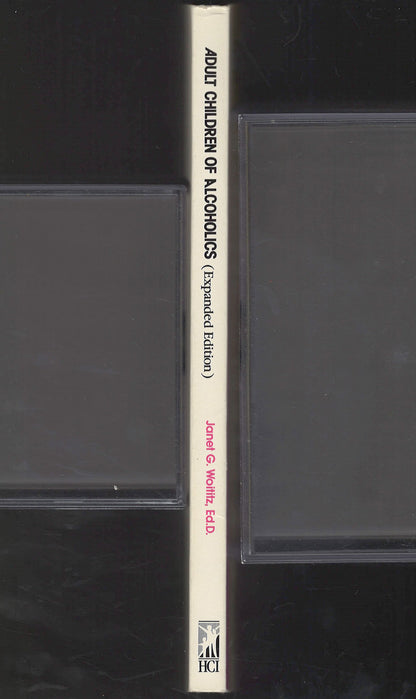 ADULT CHILDREN OF ALCOHOLICS (Expanded Edition) Janet G. Woititz, Ed.D.
HCI